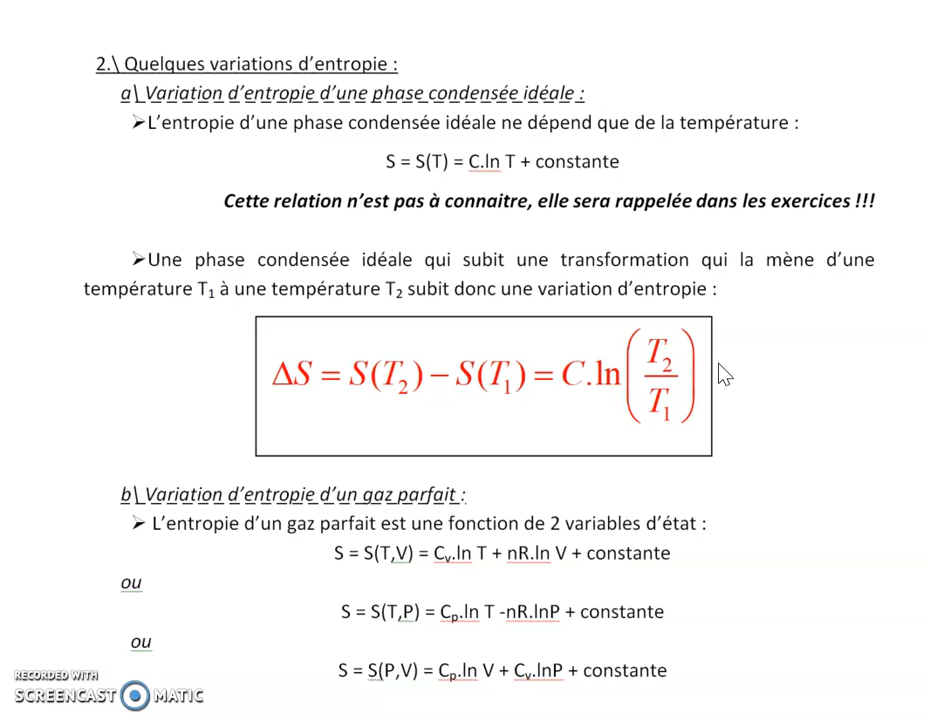 2.\ Quelques variations d’entropie :
a\ Variation d’entropie d’une phase condensée idéale :
➢L’entropie d’une phase condensée idéale ne dépend que de la température :
S = S(T) = C.ln T + constante
Cette relation n’est pas à connaitre, elle sera rappelée dans les exercices !!!
➢Une phase condensée idéale qui subit une transformation qui la mène d’une
température T₁ à une température T₂ subit donc une variation d’entropie :
ΔS = S(T₂) − S(T₁) = C.ln(T₂/T₁)
b\ Variation d’entropie d’un gaz parfait :
➢ L’entropie d’un gaz parfait est une fonction de 2 variables d’état :
S = S(T,V) = Cᵥ.ln T + nR.ln V + constante
ou
S = S(T,P) = Cₚ.ln T -nR.lnP + constante
ou
S = S(P,V) = Cₚ.ln V + Cᵥ.lnP + constante
RECORDED WITH
SCREENCAST MATIC